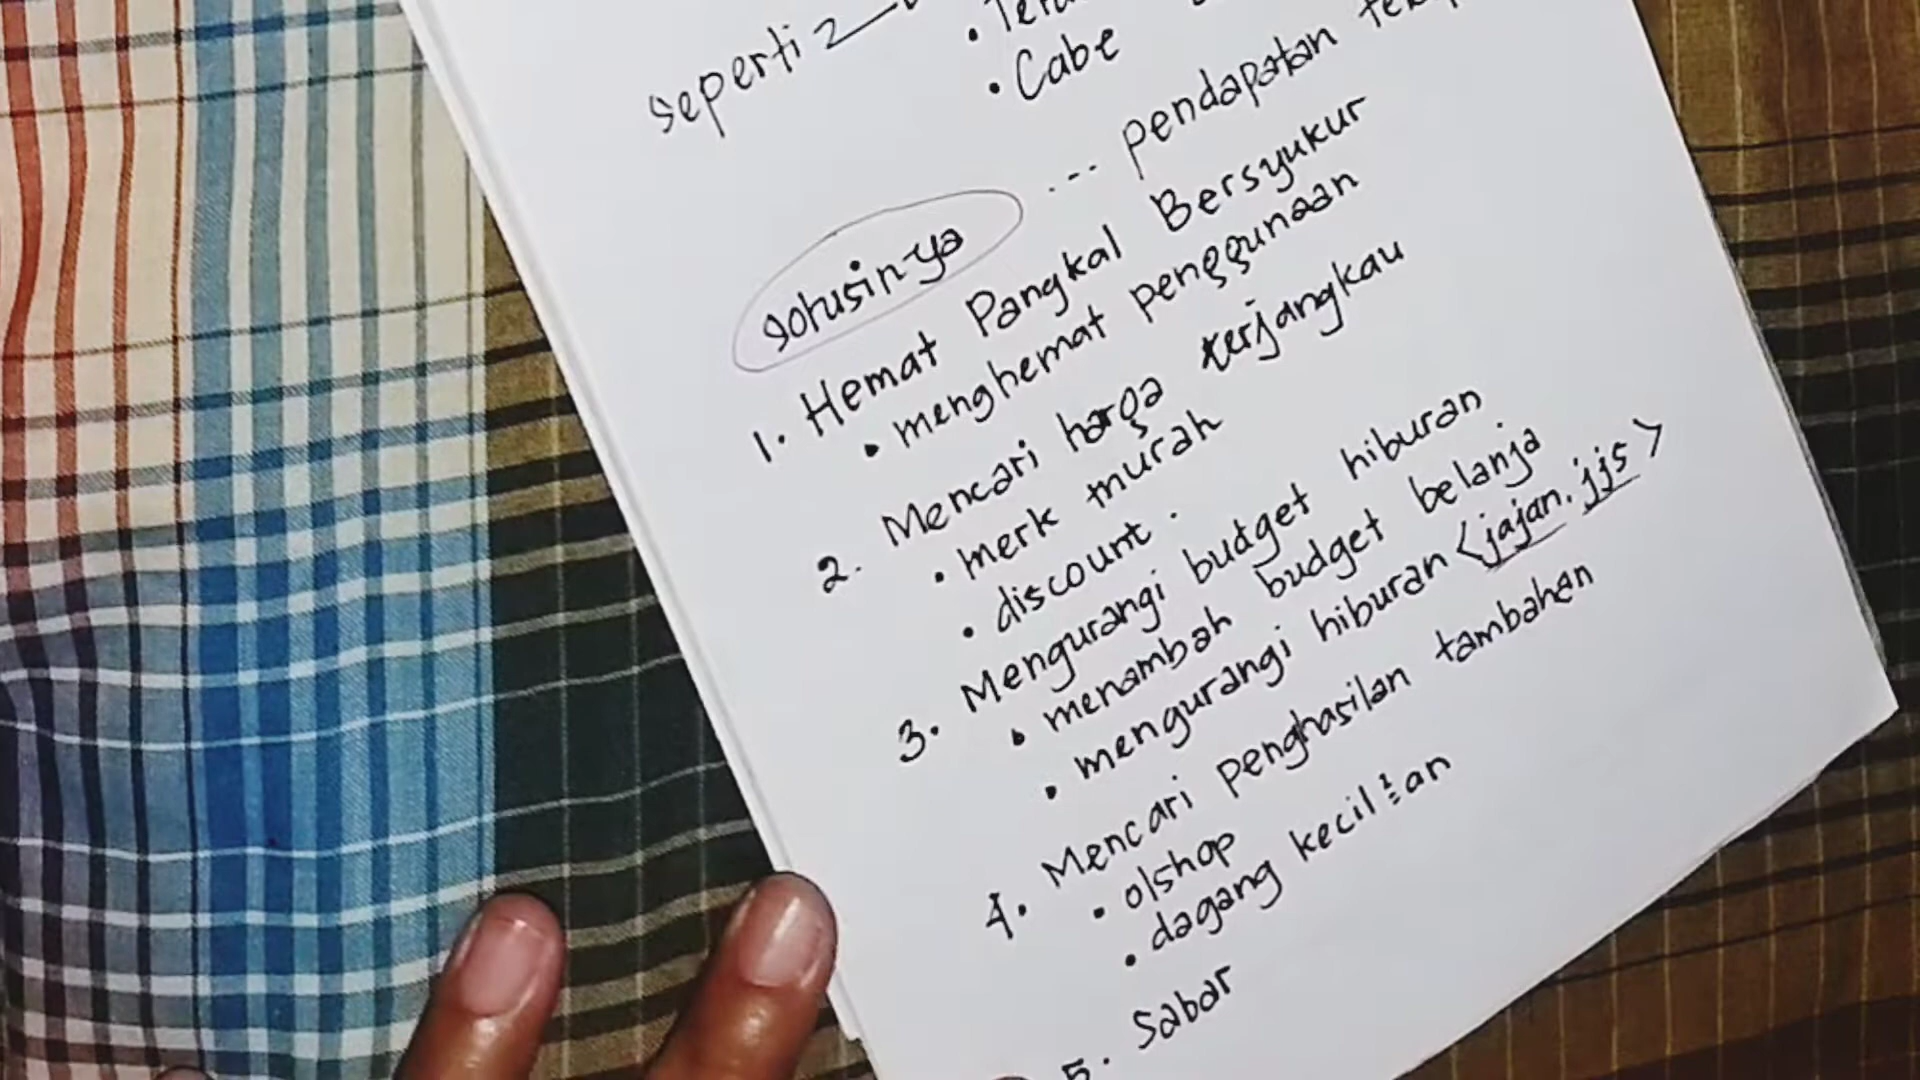 seperti
• Cabe
solusinya --- pendapatan
1. Hemat Pangkal Bersyukur
• menghemat penggunaan
2. Mencari harga terjangkau
• merk murah
• discount.
3. Mengurangi budget hiburan
• menambah budget belanja
• mengurangi hiburan <jajan. jjs>
4. Mencari penghasilan tambahan
• olshop
• dagang kecil²an
5. Sabar